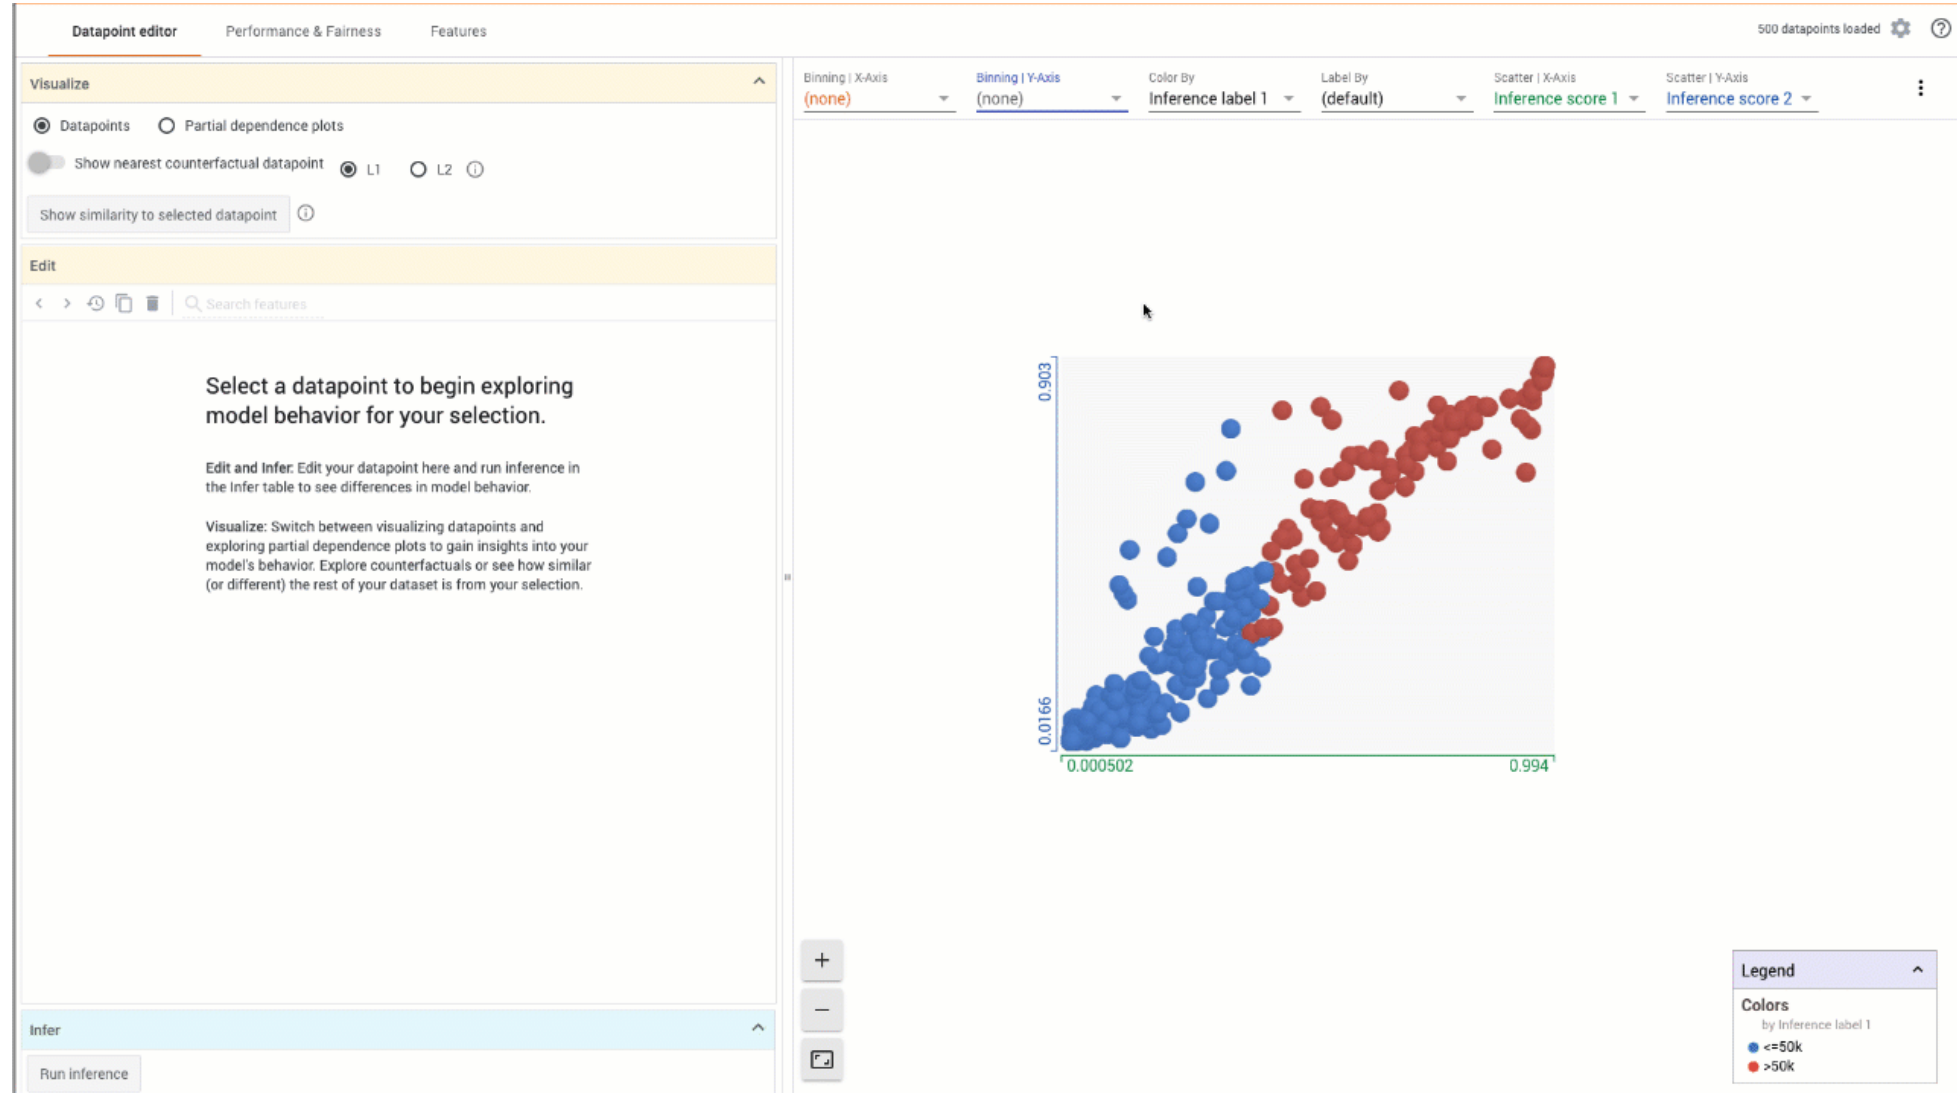 Datapoint editor
Performance & Fairness
Features
500 datapoints loaded
Visualize
Datapoints
Partial dependence plots
Show nearest counterfactual datapoint
L1
L2
Show similarity to selected datapoint
Edit
Search features
Select a datapoint to begin exploring
model behavior for your selection.
Edit and Infer: Edit your datapoint here and run inference in
the Infer table to see differences in model behavior.
Visualize: Switch between visualizing datapoints and
exploring partial dependence plots to gain insights into your
model's behavior. Explore counterfactuals or see how similar
(or different) the rest of your dataset is from your selection.
Infer
Run inference
Binning | X-Axis
(none)
Binning | Y-Axis
(none)
Color By
Inference label 1
Label By
(default)
Scatter | X-Axis
Inference score 1
Scatter | Y-Axis
Inference score 2
0.903
0.0166
0.000502
0.994
Legend
Colors
by Inference label 1
<=50k
>50k